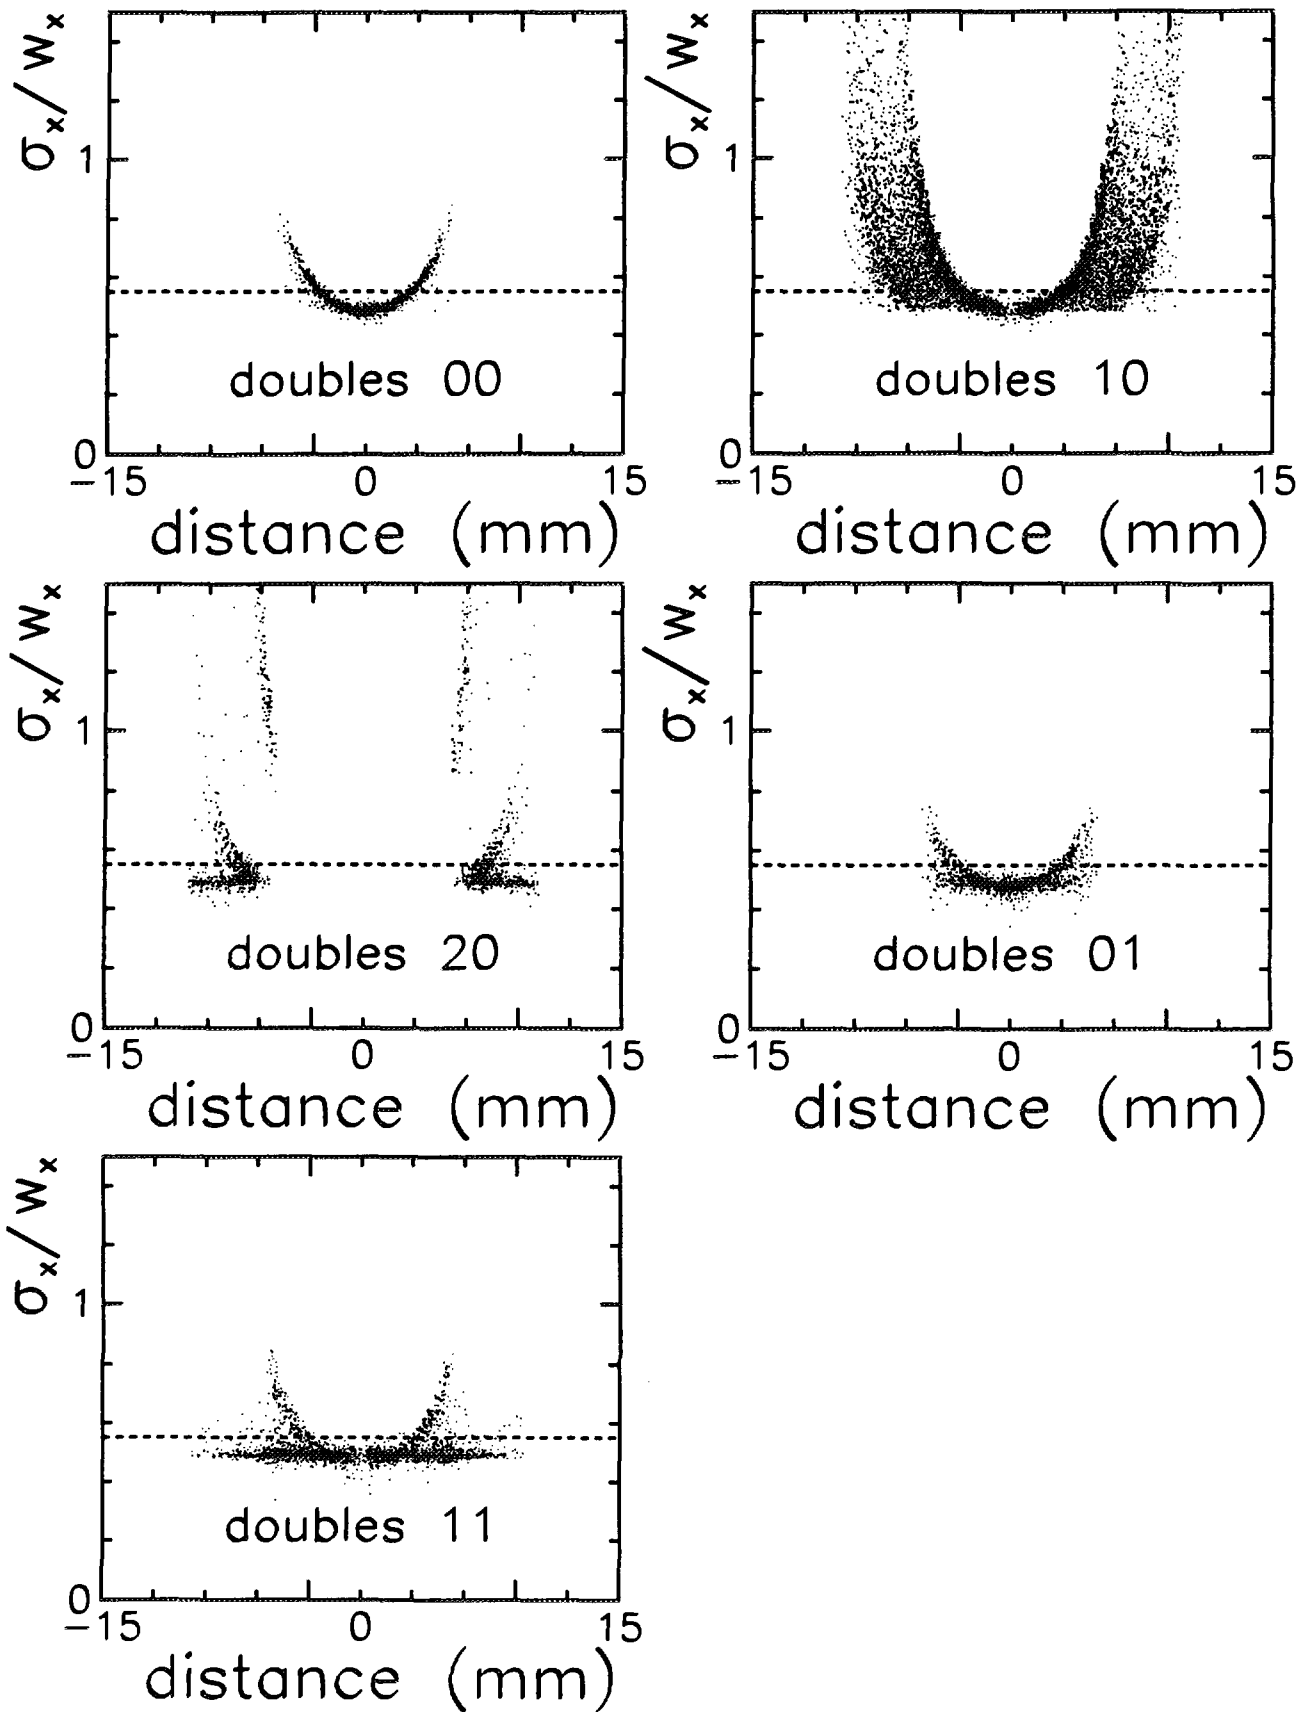 σx/wx
1
doubles 00
0
−15 0 15
distance (mm)
σx/wx
1
doubles 10
0
−15 0 15
distance (mm)
σx/wx
1
doubles 20
0
−15 0 15
distance (mm)
σx/wx
1
doubles 01
0
−15 0 15
distance (mm)
σx/wx
1
doubles 11
0
−15 0 15
distance (mm)